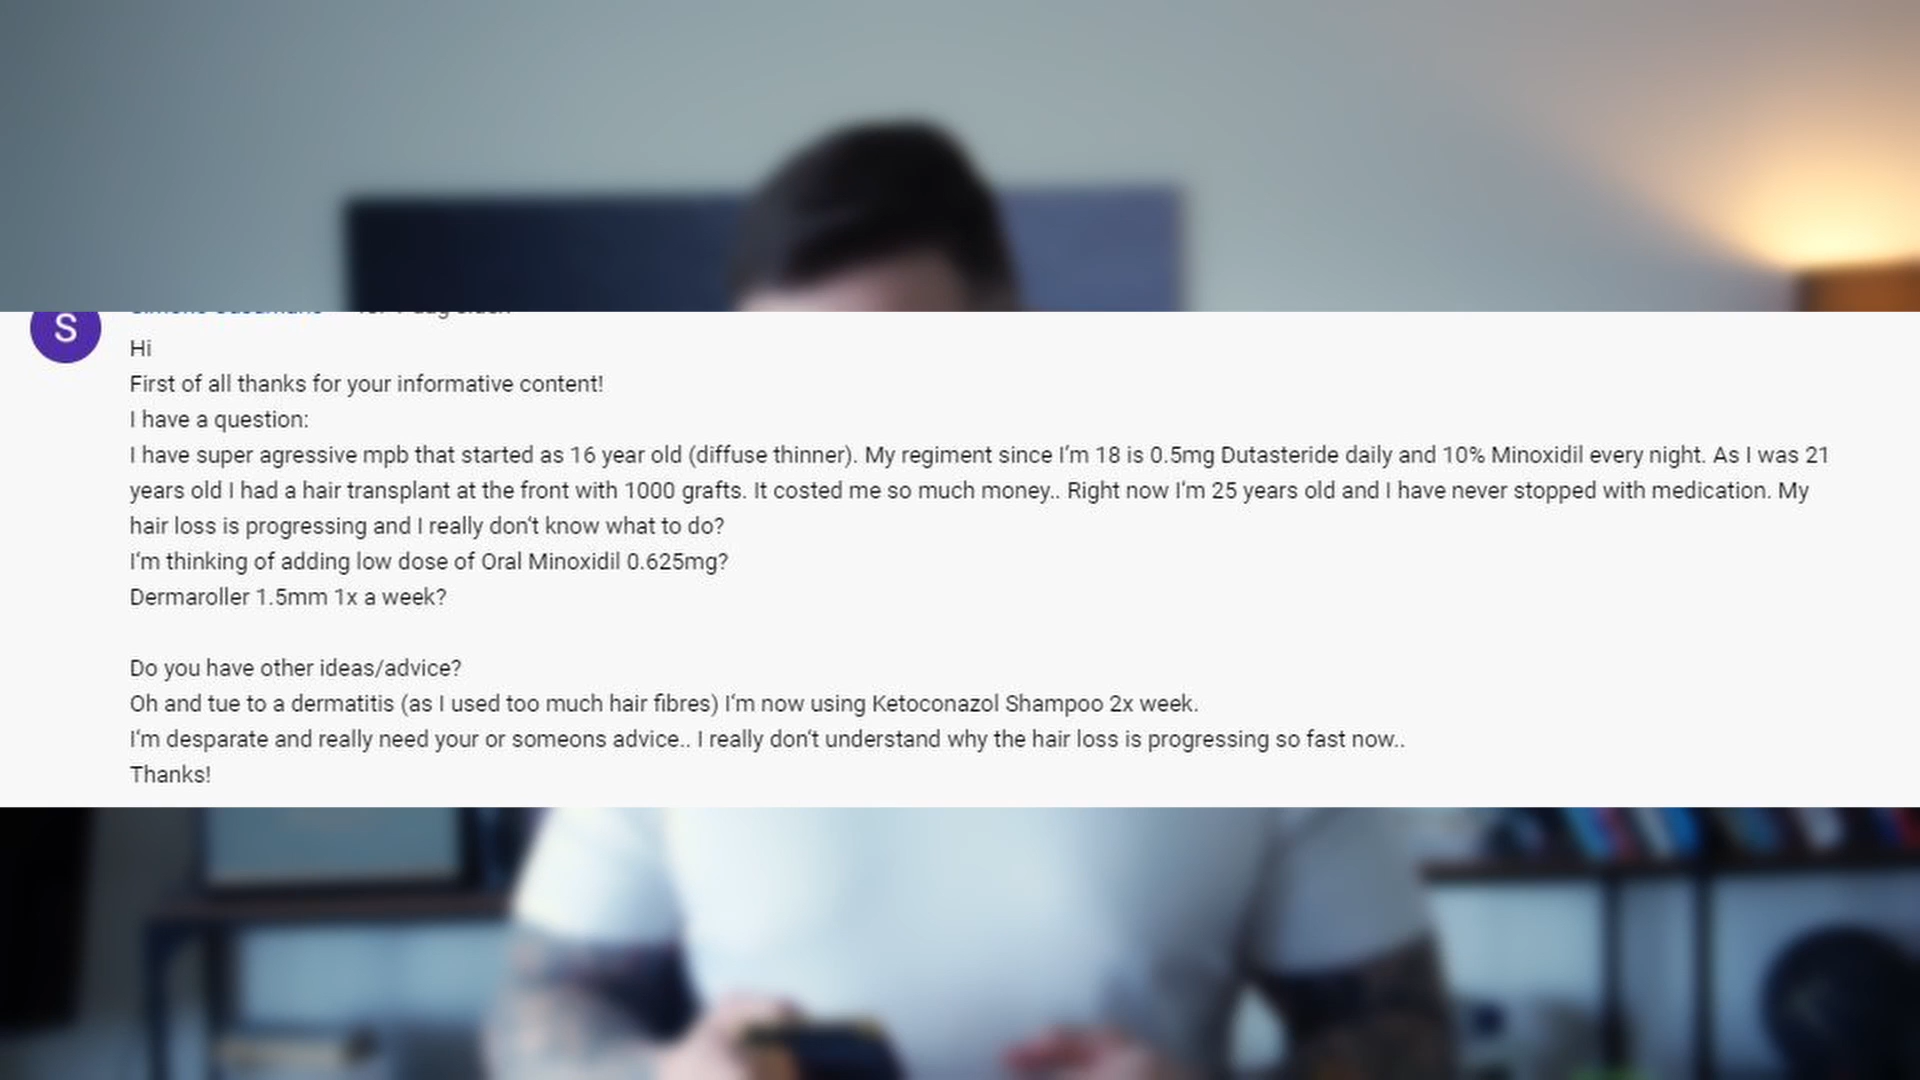 S
Hi
First of all thanks for your informative content!
I have a question:
I have super agressive mpb that started as 16 year old (diffuse thinner). My regiment since I'm 18 is 0.5mg Dutasteride daily and 10% Minoxidil every night. As I was 21
years old I had a hair transplant at the front with 1000 grafts. It costed me so much money.. Right now I'm 25 years old and I have never stopped with medication. My
hair loss is progressing and I really don't know what to do?
I'm thinking of adding low dose of Oral Minoxidil 0.625mg?
Dermaroller 1.5mm 1x a week?
Do you have other ideas/advice?
Oh and tue to a dermatitis (as I used too much hair fibres) I'm now using Ketoconazol Shampoo 2x week.
I'm desparate and really need your or someons advice.. I really don't understand why the hair loss is progressing so fast now..
Thanks!